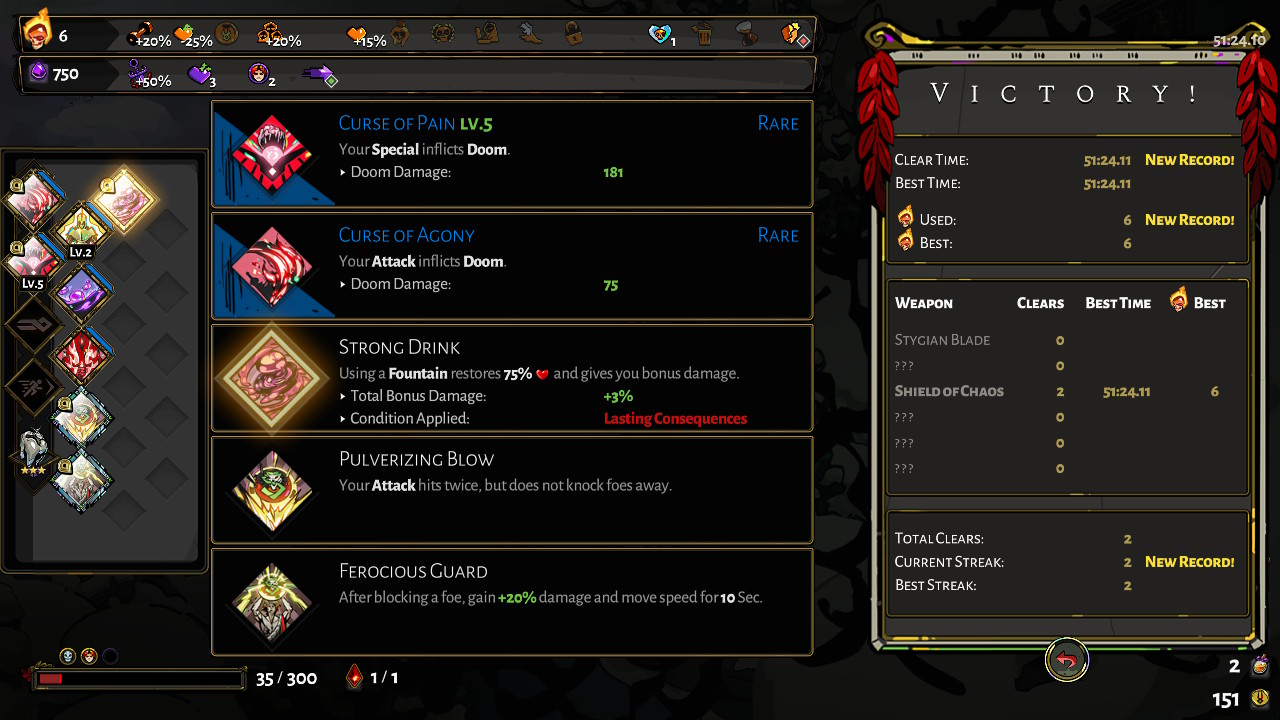 6
+20%
-25%
+20%
+15%
1
51:24.10
750
+50%
3
2
VICTORY!
Curse of Pain Lv.5
Rare
Your Special inflicts Doom.
Doom Damage: 181
Curse of Agony
Rare
Your Attack inflicts Doom.
Doom Damage: 75
Strong Drink
Using a Fountain restores 75% and gives you bonus damage.
Total Bonus Damage: +3%
Condition Applied: Lasting Consequences
Pulverizing Blow
Your Attack hits twice, but does not knock foes away.
Ferocious Guard
After blocking a foe, gain +20% damage and move speed for 10 Sec.
Lv.2
Lv.5
35 / 300
1 / 1
Clear Time: 51:24.11 New Record!
Best Time: 51:24.11
Used: 6 New Record!
Best: 6
Weapon Clears Best Time Best
Stygian Blade 0
??? 0
Shield of Chaos 2 51:24.11 6
??? 0
??? 0
??? 0
Total Clears: 2
Current Streak: 2 New Record!
Best Streak: 2
2
151